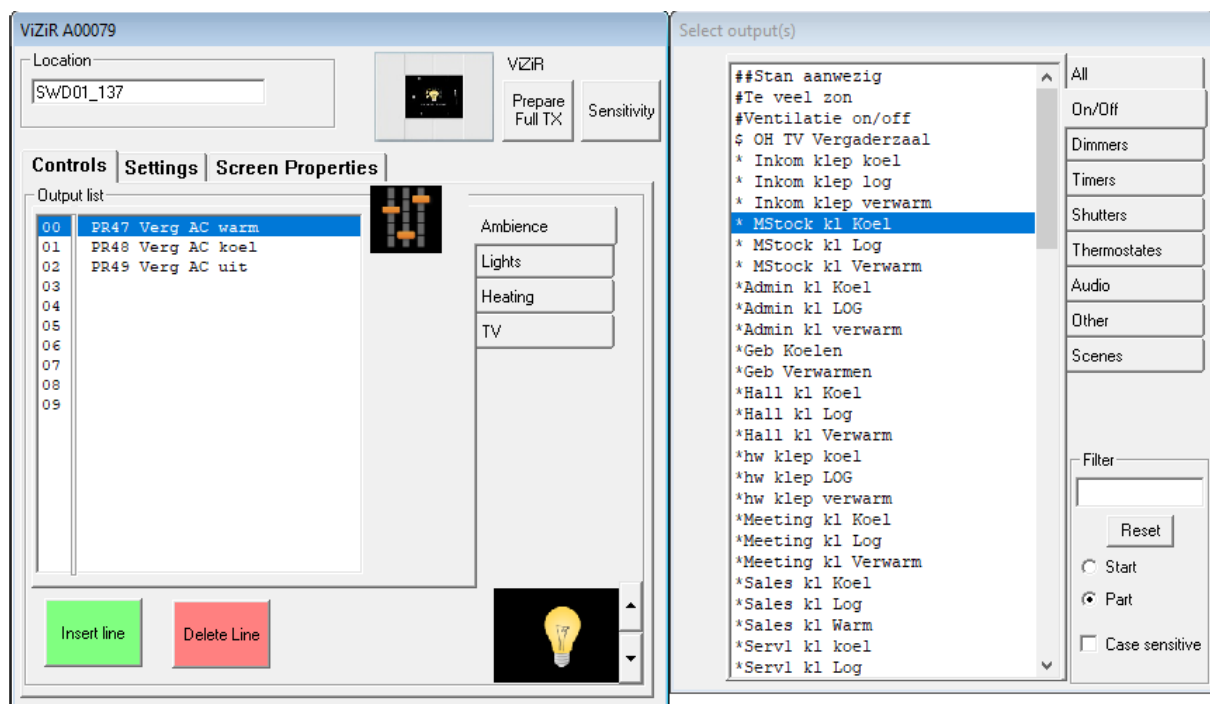 ViZiR A00079
Location
SWD01_137
ViZiR
Prepare
Full TX
Sensitivity
Controls
Settings
Screen Properties
Output list
00 PR47 Verg AC warm
01 PR48 Verg AC koel
02 PR49 Verg AC uit
03
04
05
06
07
08
09
Ambience
Lights
Heating
TV
Insert line
Delete Line
Select output(s)
##Stan aanwezig
#Te veel zon
#Ventilatie on/off
$ OH TV Vergaderzaal
* Inkom klep koel
* Inkom klep log
* Inkom klep verwarm
* MStock kl Koel
* MStock kl Log
* MStock kl Verwarm
*Admin kl Koel
*Admin kl LOG
*Admin kl verwarm
*Geb Koelen
*Geb Verwarmen
*Hall kl Koel
*Hall kl Log
*Hall kl Verwarm
*hw klep koel
*hw klep LOG
*hw klep verwarm
*Meeting kl Koel
*Meeting kl Log
*Meeting kl Verwarm
*Sales kl Koel
*Sales kl Log
*Sales kl Warm
*Servl kl koel
*Servl kl Log
All
On/Off
Dimmers
Timers
Shutters
Thermostates
Audio
Other
Scenes
Filter
Reset
Start
Part
Case sensitive